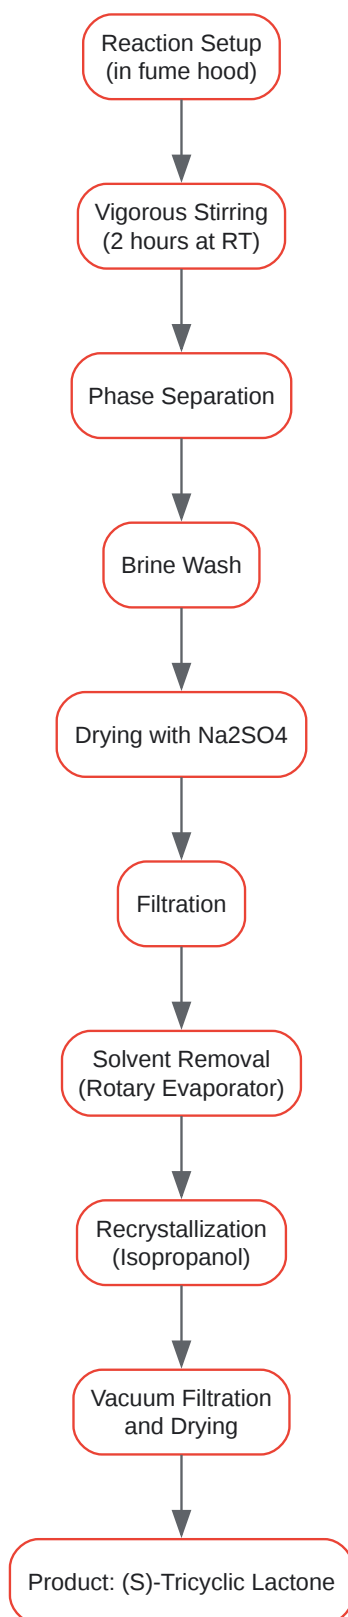 Reaction Setup
(in fume hood)
Vigorous Stirring
(2 hours at RT)
Phase Separation
Brine Wash
Drying with Na2SO4
Filtration
Solvent Removal
(Rotary Evaporator)
Recrystallization
(Isopropanol)
Vacuum Filtration
and Drying
Product: (S)-Tricyclic Lactone